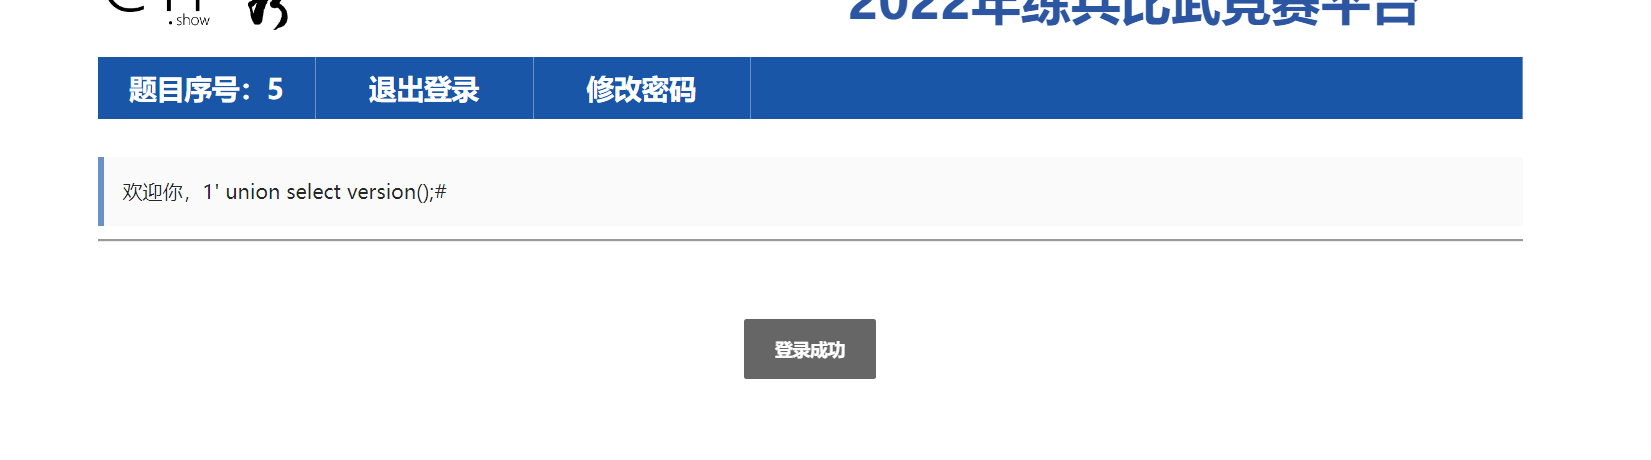 .show
2022年练兵比武竞赛平台
题目序号：5 退出登录 修改密码
欢迎你，1' union select version();#
登录成功